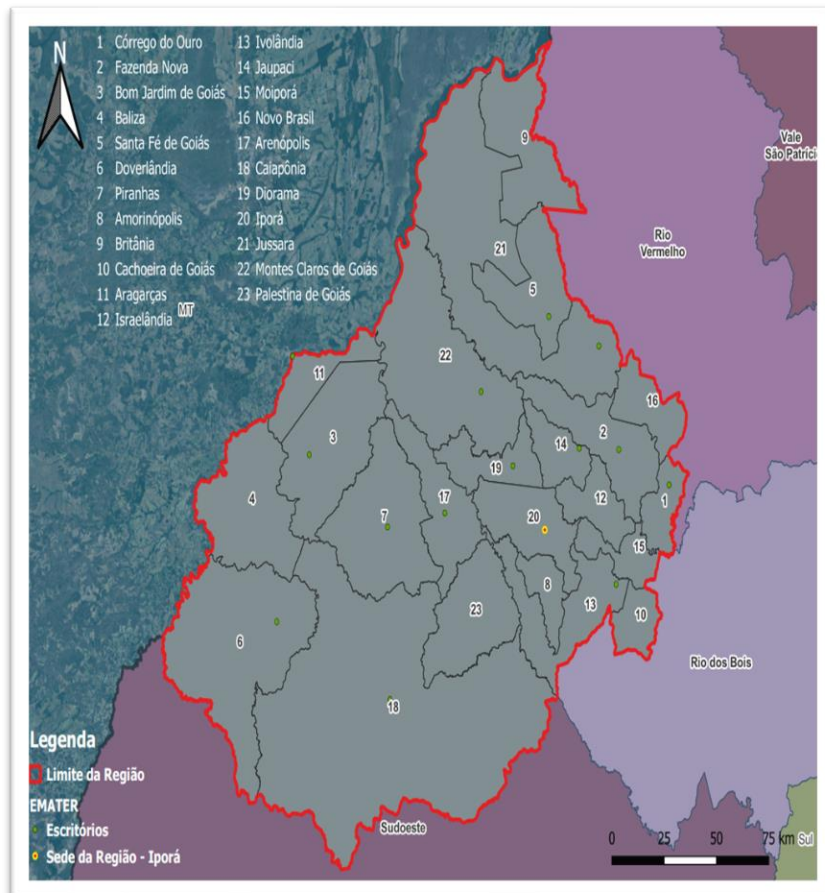 N
1 Córrego do Ouro
2 Fazenda Nova
3 Bom Jardim de Goiás
4 Baliza
5 Santa Fé de Goiás
6 Doverlândia
7 Piranhas
8 Amorinópolis
9 Britânia
10 Cachoeira de Goiás
11 Aragarças
12 Israelândia
13 Ivolândia
14 Jaupaci
15 Moiporá
16 Novo Brasil
17 Arenópolis
18 Caiapônia
19 Diorama
20 Iporá
21 Jussara
22 Montes Claros de Goiás
23 Palestina de Goiás
MT
9
Vale
São Patríci
Rio
Vermelho
21
5
22
11
16
3
2
14
19
4
17
12
1
7
20
15
8
23
13
10
6
Rio dos Bois
18
Legenda
Limite da Região
EMATER
Escritórios
Sede da Região - Iporá
Sudoeste
0 25 50 75 km
Sul